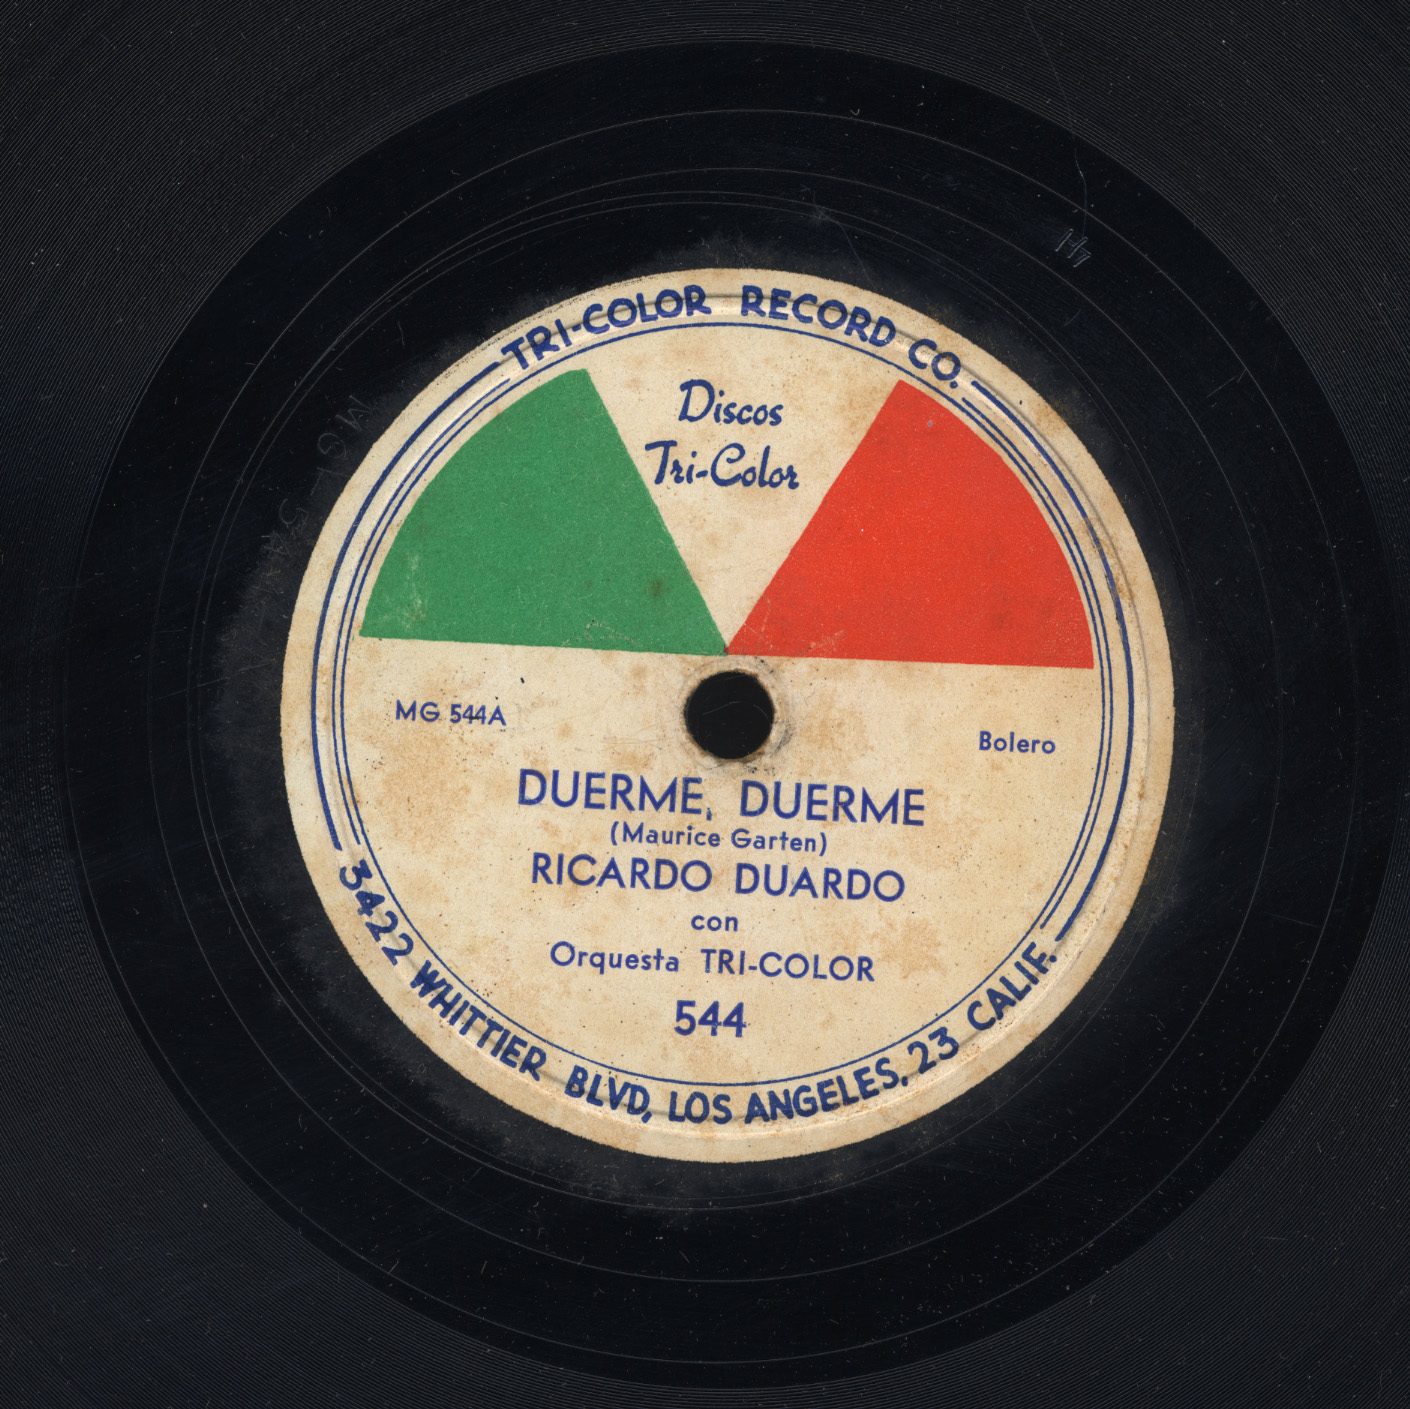 TRI-COLOR RECORD CO.
Discos
Tri-Color
MG 544A
Bolero
DUERME, DUERME
(Maurice Garten)
RICARDO DUARDO
con
Orquesta TRI-COLOR
544
3422 WHITTIER BLVD, LOS ANGELES, 23 CALIF.